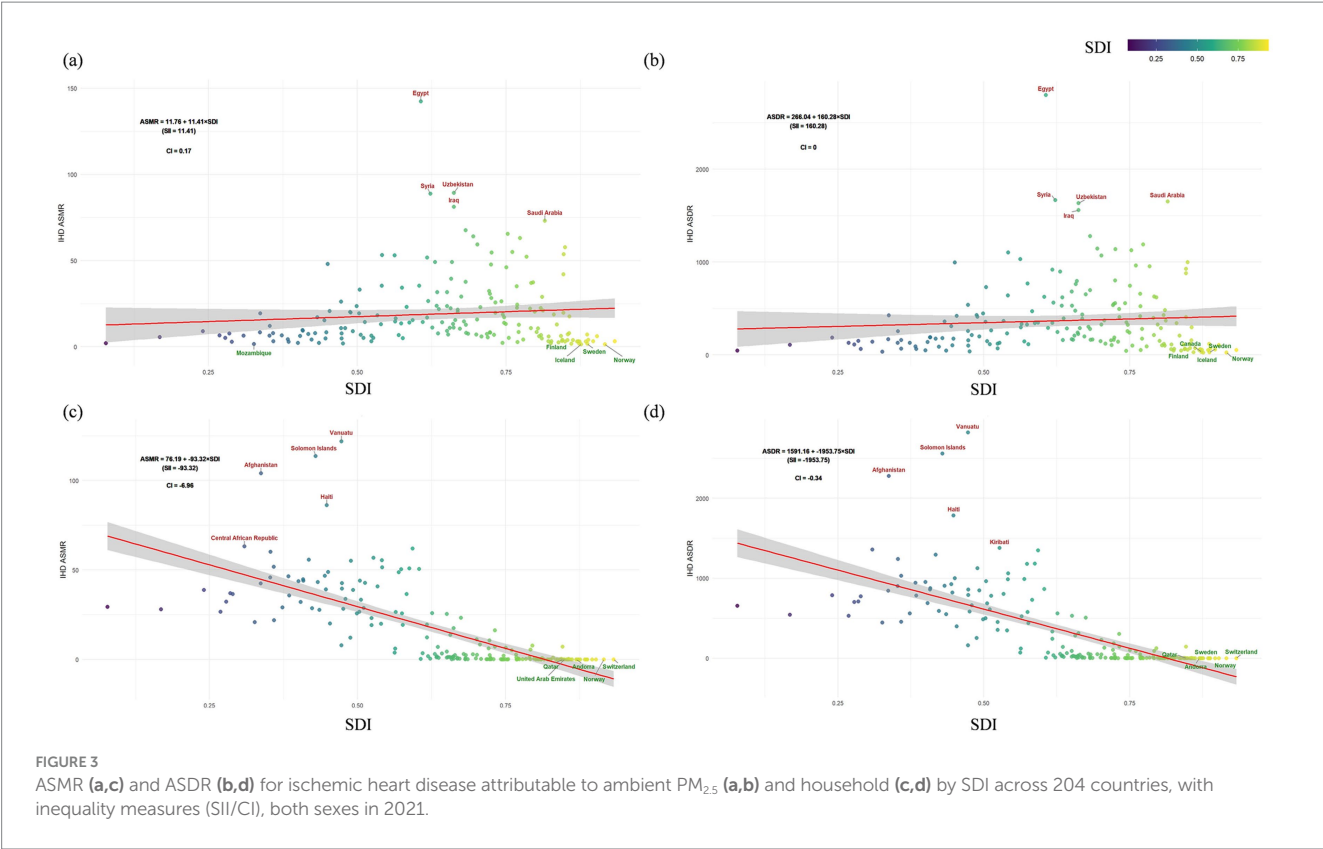 SDI
0.25 0.50 0.75
(a)
150
100
50
0
IHD ASMR
ASMR = 11.76 + 11.41×SDI
(SII = 11.41)
CI = 0.17
Egypt
Syria
Uzbekistan
Iraq
Saudi Arabia
Mozambique
Finland
Iceland
Sweden
Norway
0.25 0.50 0.75
SDI
(b)
2000
1000
0
IHD ASDR
ASDR = 266.04 + 160.28×SDI
(SII = 160.28)
CI = 0
Egypt
Syria
Uzbekistan
Iraq
Saudi Arabia
Canada
Finland
Sweden
Iceland
Norway
0.25 0.50 0.75
SDI
(c)
100
50
0
IHD ASMR
ASMR = 76.19 + -93.32×SDI
(SII = -93.32)
CI = -6.96
Vanuatu
Solomon Islands
Afghanistan
Haiti
Central African Republic
Qatar
Andorra
Switzerland
United Arab Emirates
Norway
0.25 0.50 0.75
SDI
(d)
2000
1000
0
IHD ASDR
ASDR = 1591.16 + -1953.75×SDI
(SII = -1953.75)
CI = -0.34
Vanuatu
Solomon Islands
Afghanistan
Haiti
Kiribati
Qatar
Sweden
Switzerland
Andorra
Norway
0.25 0.50 0.75
SDI
FIGURE 3
ASMR (a,c) and ASDR (b,d) for ischemic heart disease attributable to ambient PM2.5 (a,b) and household (c,d) by SDI across 204 countries, with
inequality measures (SII/CI), both sexes in 2021.